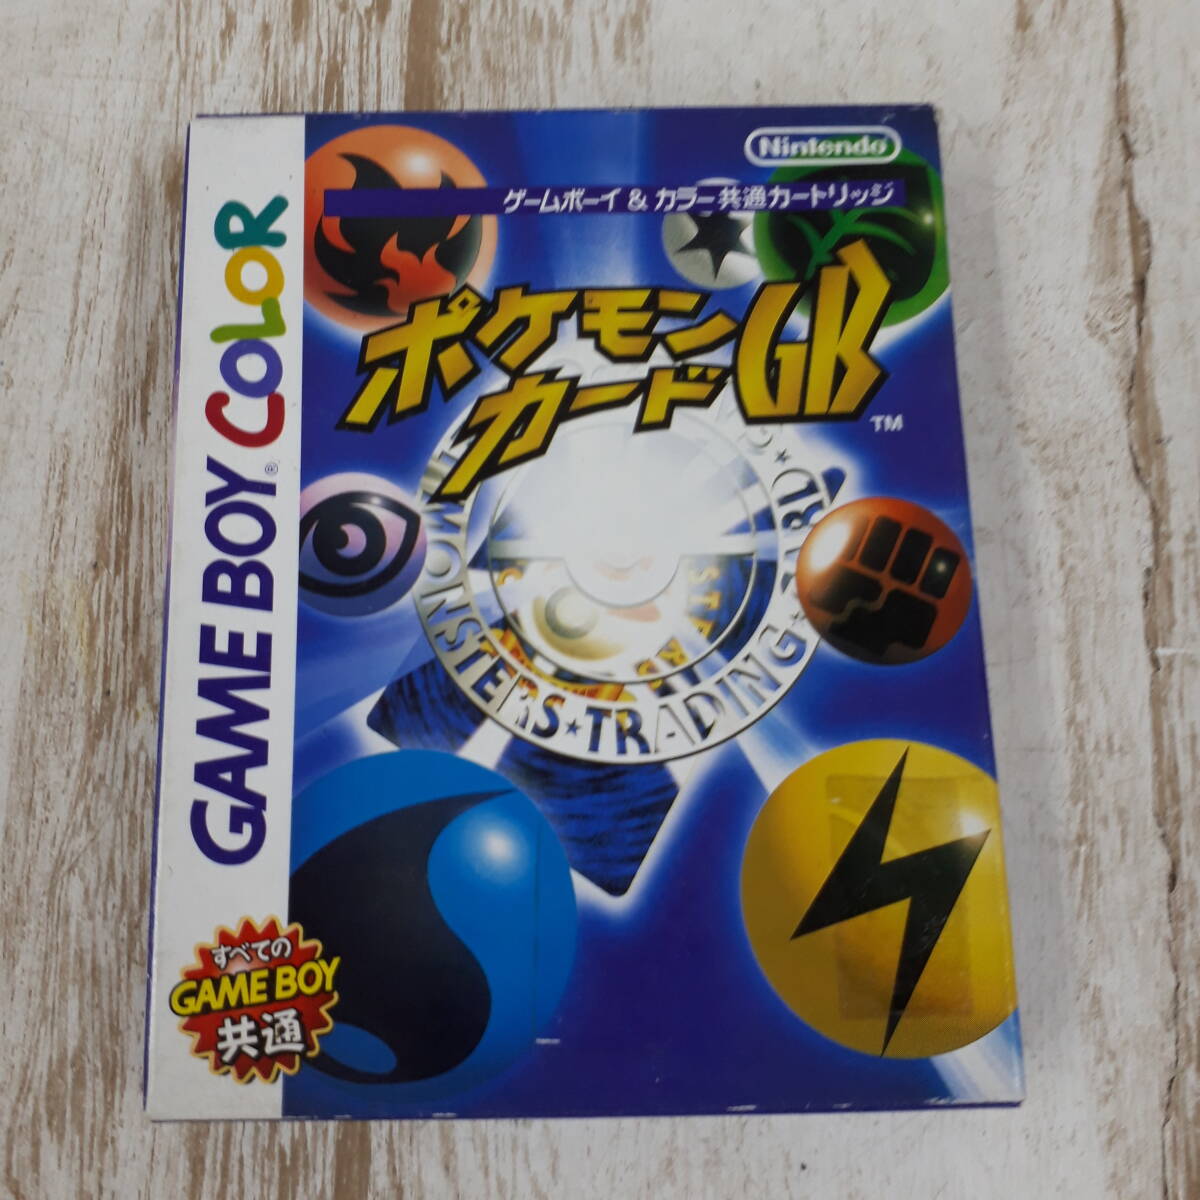 Nintendo
ゲームボーイ & カラー共通カートリッジ
ポケモン
カードGB
TM
GAME BOY® COLOR
MONSTERS★TRADING★CARD
STARS
すべての
GAME BOY
共通